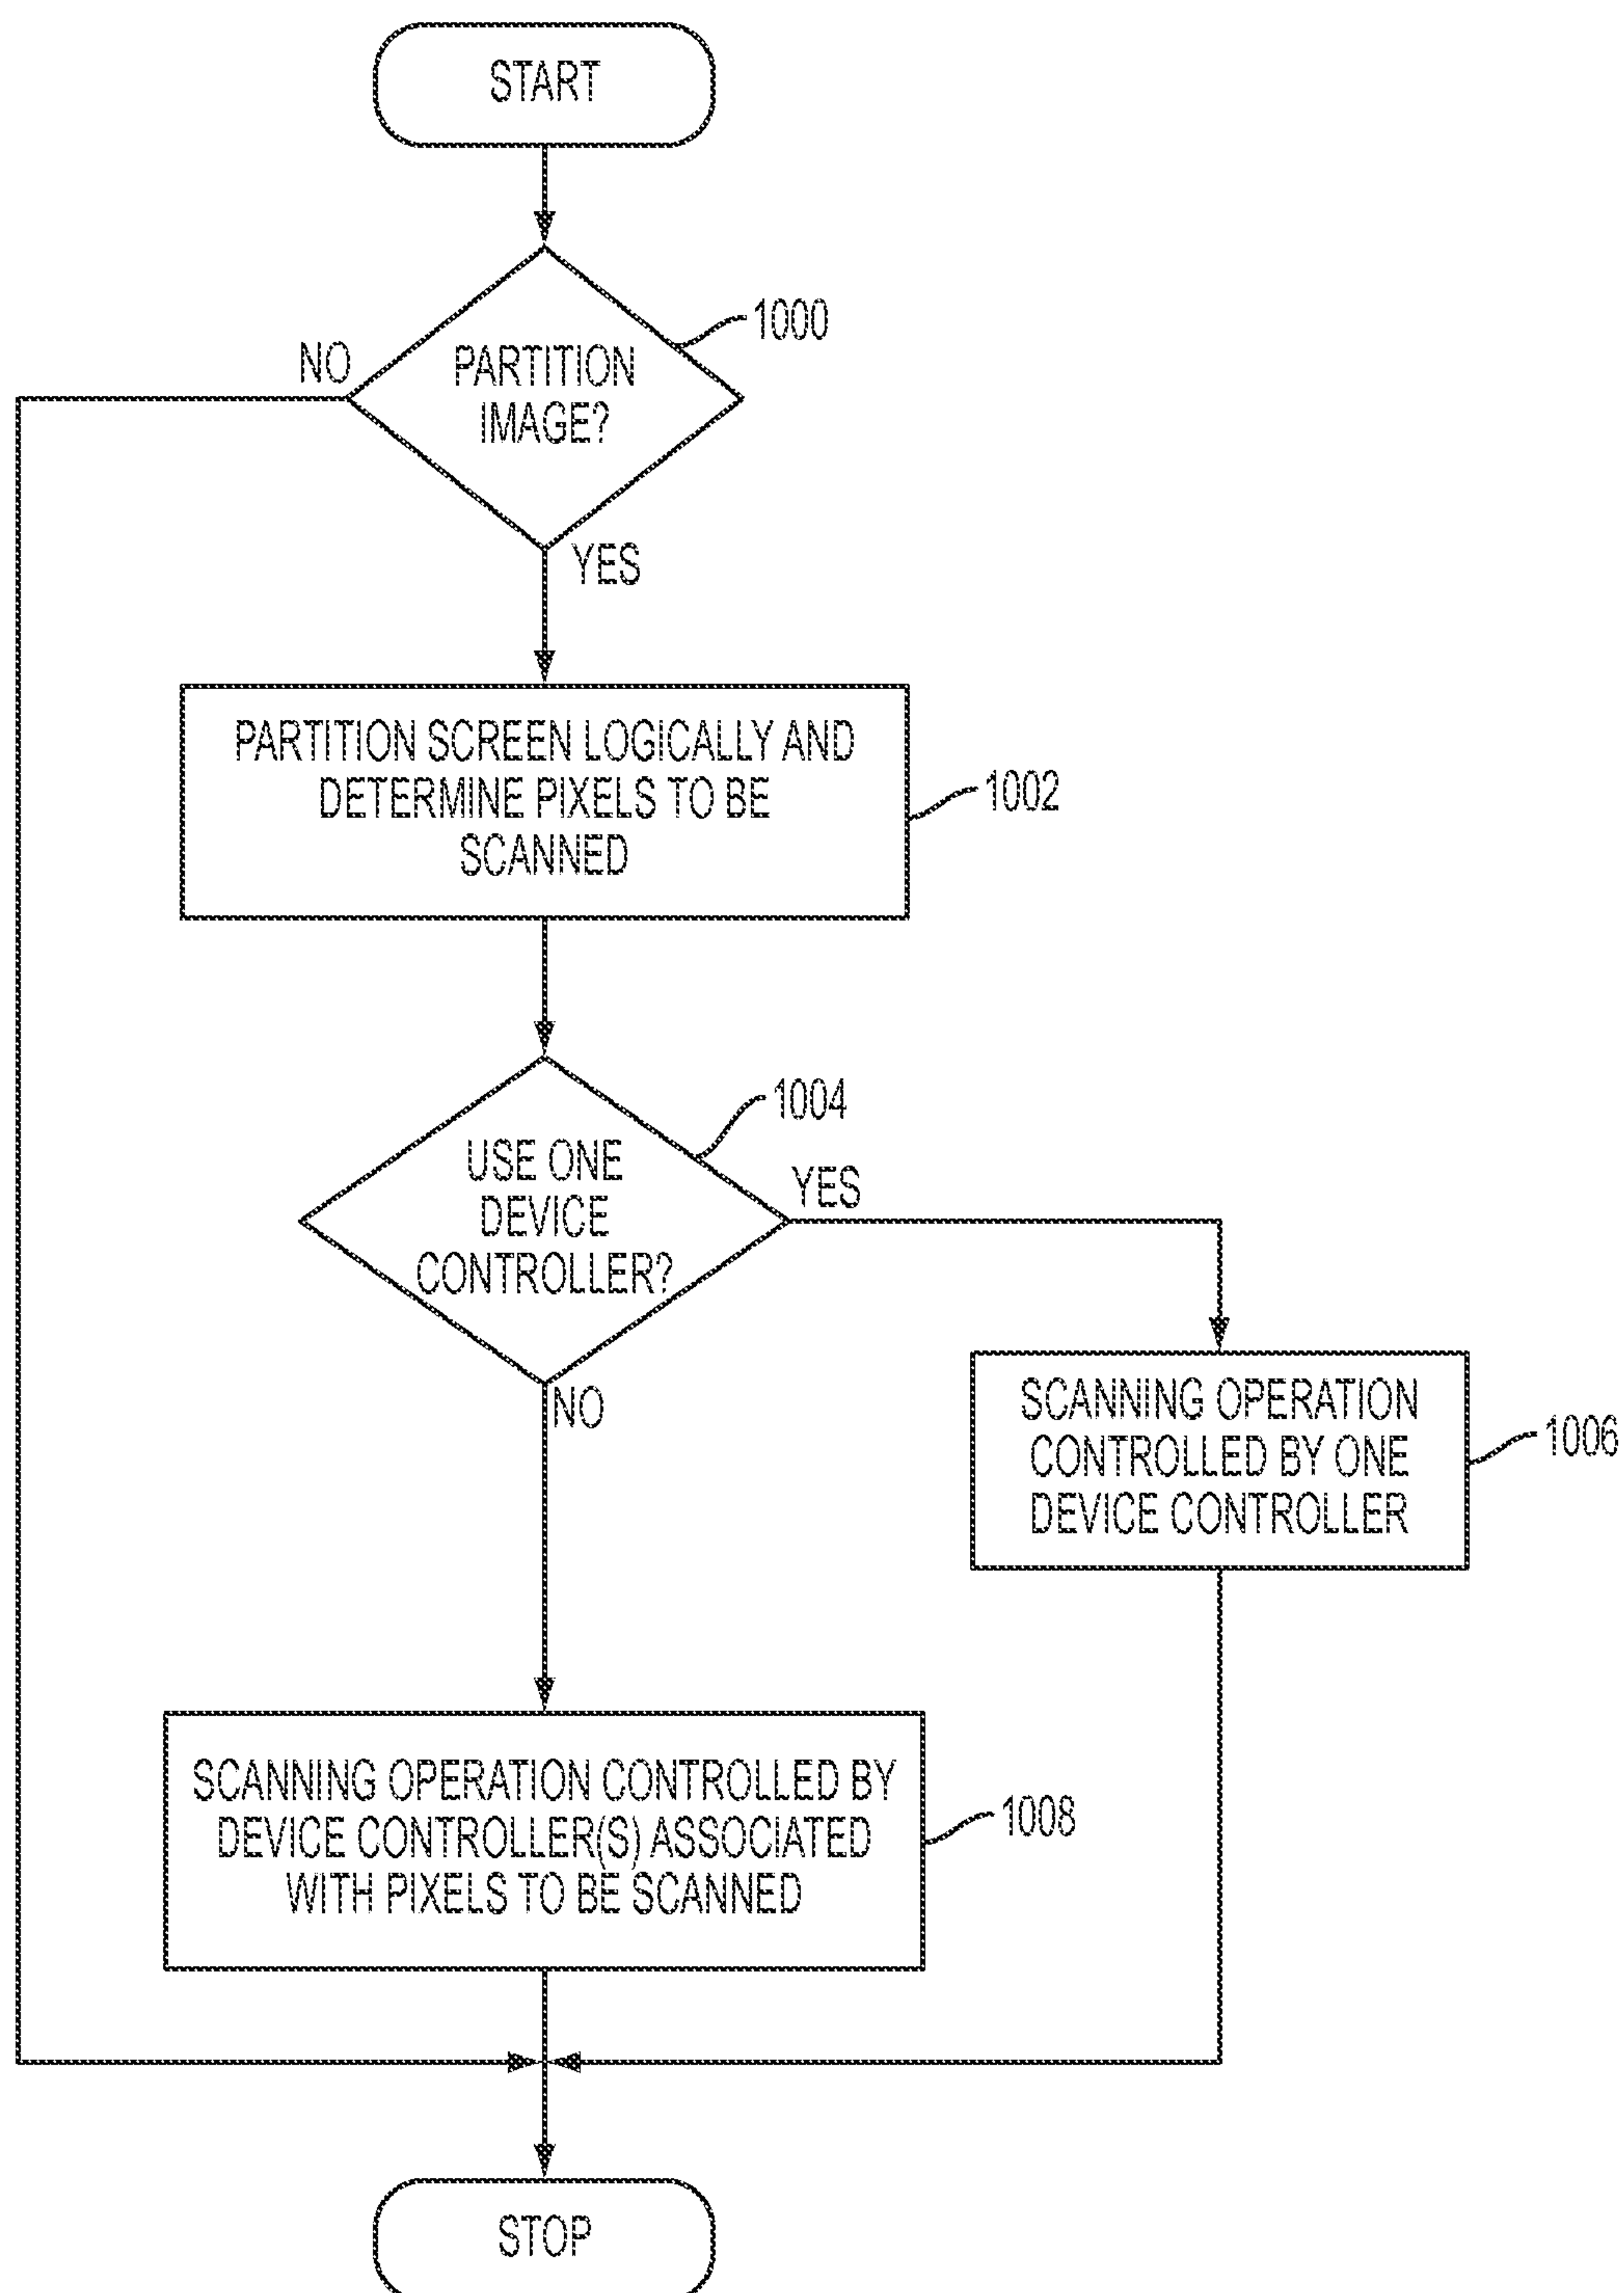 START
1000
NO
PARTITION
IMAGE?
YES
PARTITION SCREEN LOGICALLY AND
DETERMINE PIXELS TO BE
SCANNED
1002
1004
USE ONE
DEVICE
CONTROLLER?
YES
NO
SCANNING OPERATION
CONTROLLED BY ONE
DEVICE CONTROLLER
1006
SCANNING OPERATION CONTROLLED BY
DEVICE CONTROLLER(S) ASSOCIATED
WITH PIXELS TO BE SCANNED
1008
STOP